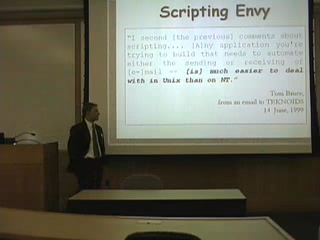 Scripting Envy
"I second [the previous] comments about
scripting.... [A]ny application you're
trying to build that needs to automate
either the sending or receiving of
[e-]mail -- [is] much easier to deal
with in Unix than on NT."
Tom Bruce,
from an email to TEKNOIDS
14 June, 1999